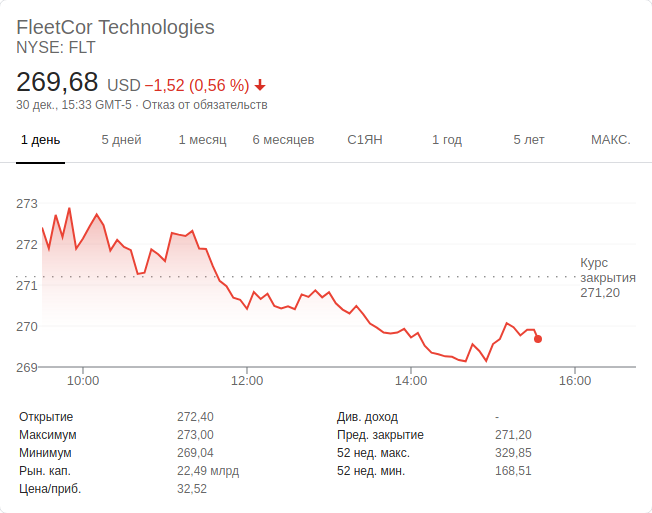 FleetCor Technologies
NYSE: FLT
269,68 USD −1,52 (0,56 %)
30 дек., 15:33 GMT-5 · Отказ от обязательств
1 день 5 дней 1 месяц 6 месяцев С1ЯН 1 год 5 лет МАКС.
273
272
271
270
269
Курс
закрытия
271,20
10:00 12:00 14:00 16:00
Открытие 272,40 Див. доход -
Максимум 273,00 Пред. закрытие 271,20
Минимум 269,04 52 нед. макс. 329,85
Рын. кап. 22,49 млрд 52 нед. мин. 168,51
Цена/приб. 32,52